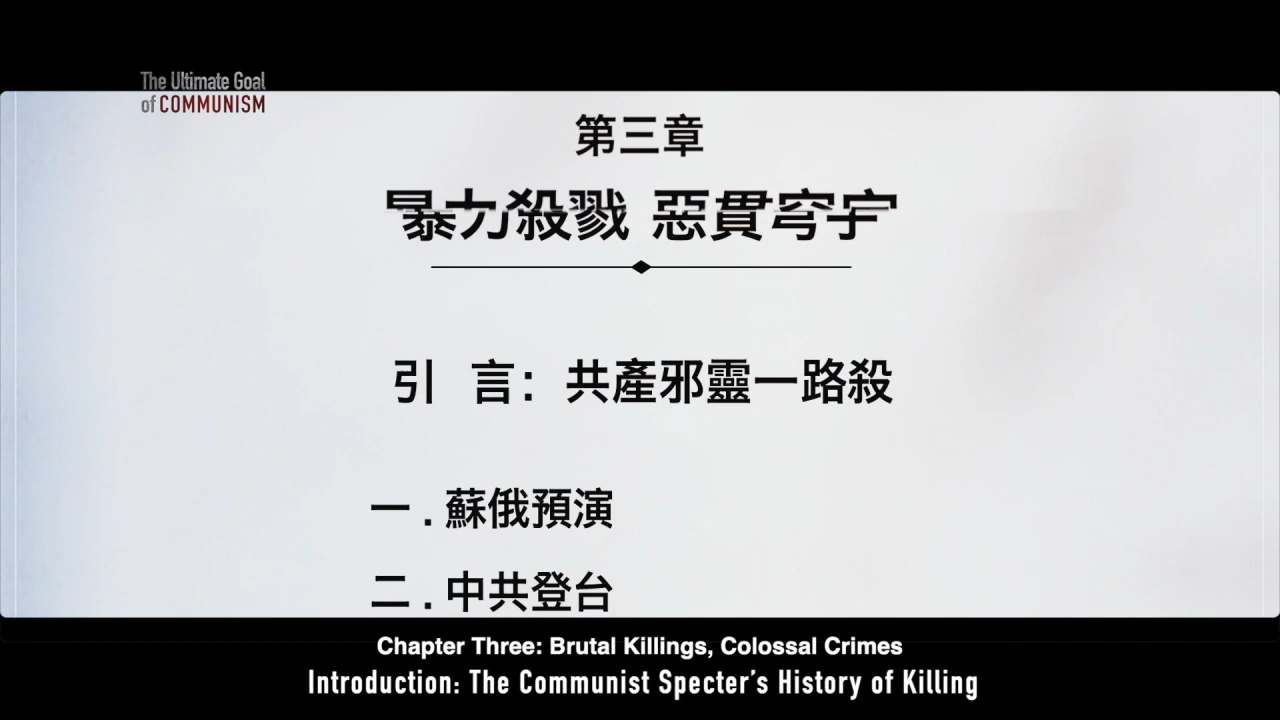 The Ultimate Goal
of COMMUNISM
第三章
暴力殺戮 惡貫穹宇
引 言：共產邪靈一路殺
一．蘇俄預演
二．中共登台
Chapter Three: Brutal Killings, Colossal Crimes
Introduction: The Communist Specter's History of Killing